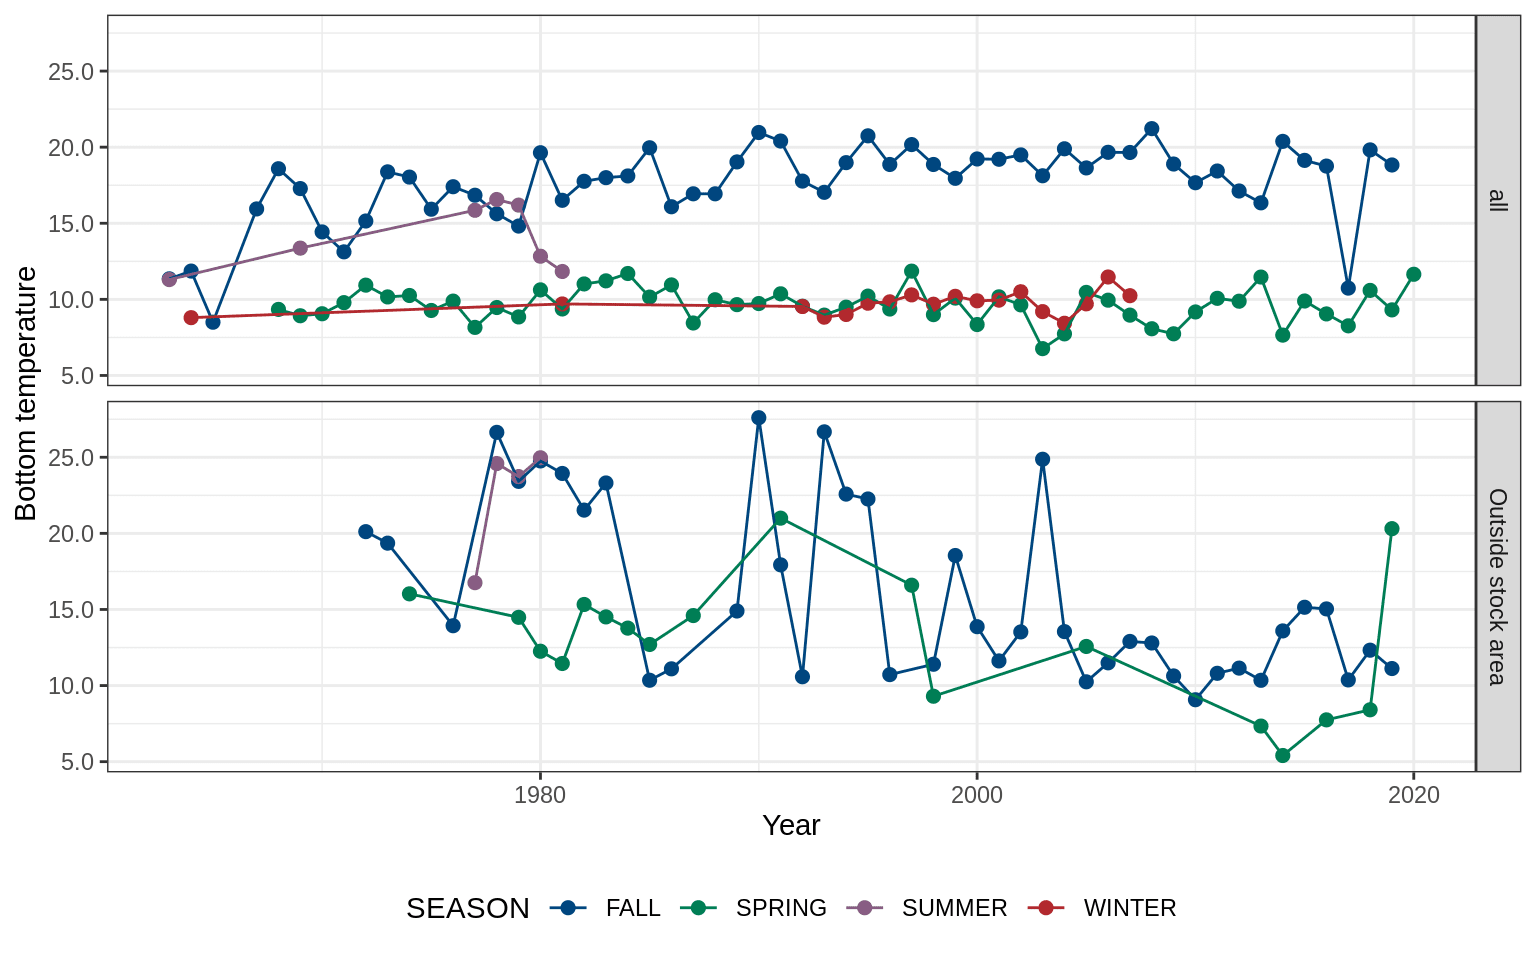 Bottom temperature
25.0
20.0
15.0
10.0
5.0
all
25.0
20.0
15.0
10.0
5.0
Outside stock area
1980 2000 2020
Year
SEASON FALL SPRING SUMMER WINTER